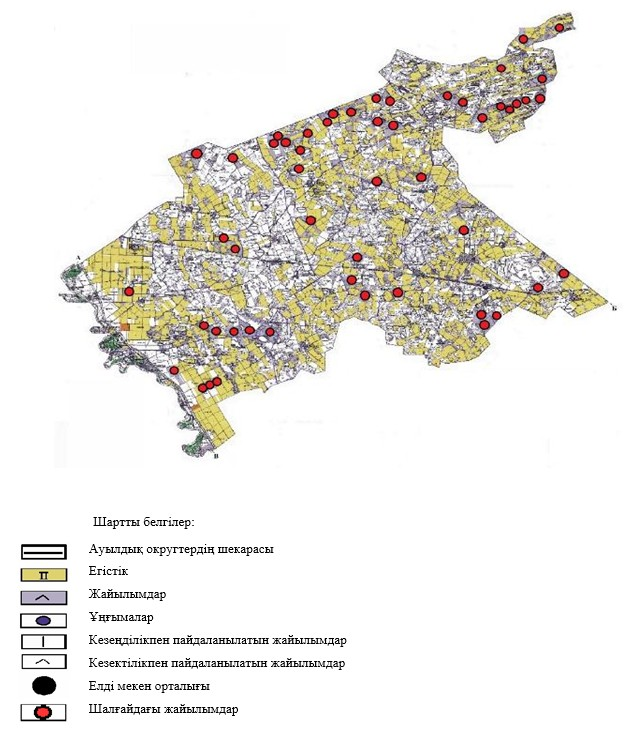 А
Б
В
Шартты белгілер:
Ауылдық округтердің шекарасы
Егістік
Жайылымдар
Ұңғымалар
Кезеңділікпен пайдаланылатын жайылымдар
Кезектілікпен пайдаланылатын жайылымдар
Елді мекен орталығы
Шалғайдағы жайылымдар